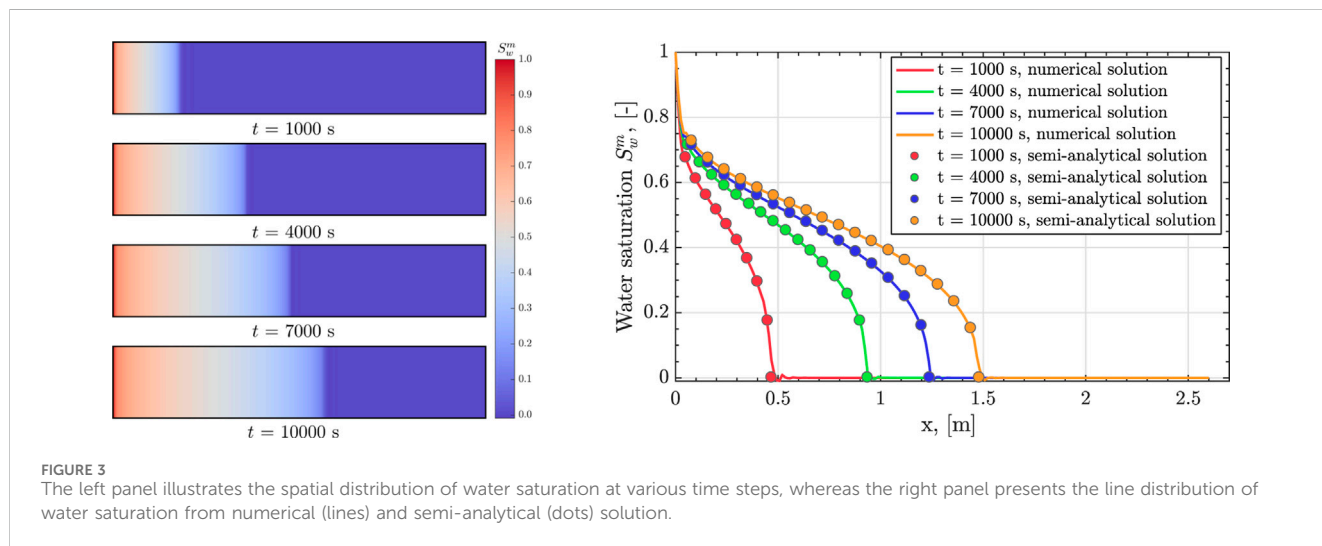 S_w^m
1.0
0.9
0.8
0.7
0.6
0.5
0.4
0.3
0.2
0.1
0.0
t = 1000 s
t = 4000 s
t = 7000 s
t = 10000 s
Water saturation S_w^m, [-]
1
0.8
0.6
0.4
0.2
0
0 0.5 1 1.5 2 2.5
x, [m]
t = 1000 s, numerical solution
t = 4000 s, numerical solution
t = 7000 s, numerical solution
t = 10000 s, numerical solution
t = 1000 s, semi-analytical solution
t = 4000 s, semi-analytical solution
t = 7000 s, semi-analytical solution
t = 10000 s, semi-analytical solution
FIGURE 3
The left panel illustrates the spatial distribution of water saturation at various time steps, whereas the right panel presents the line distribution of
water saturation from numerical (lines) and semi-analytical (dots) solution.